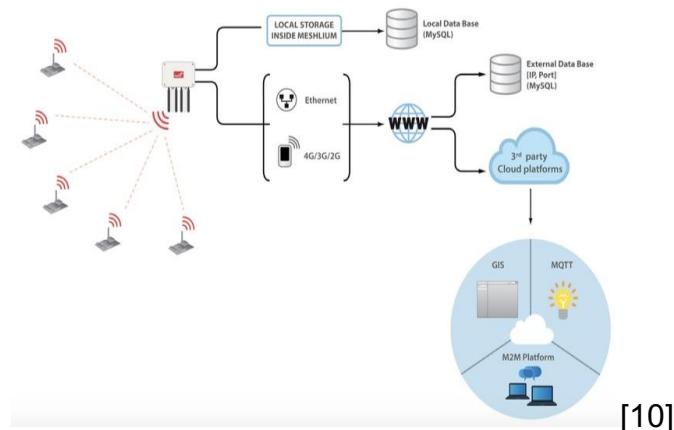 LOCAL STORAGE
INSIDE MESHLIUM
Local Data Base
(MySQL)
Ethernet
4G/3G/2G
WWW
External Data Base
[IP, Port]
(MySQL)
3rd party
Cloud platforms
GIS
MQTT
M2M Platform
[10]